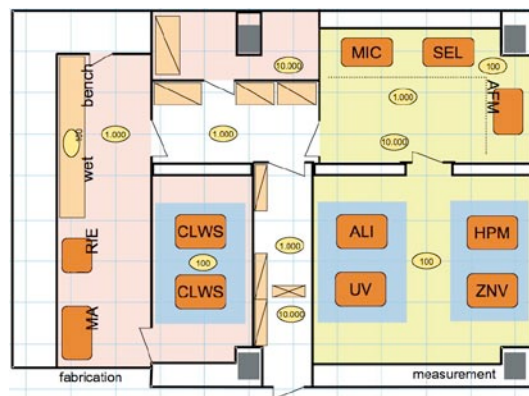 MIC
SEL
10.000
100
bench
AFM
1.000
100
1.000
1.000
10.000
wet
CLWS
ALI
HPM
RIE
1.000
100
100
CLWS
UV
ZNV
MA
10.000
fabrication
measurement